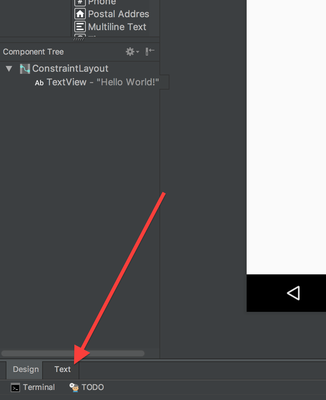 Phone
Postal Addres
Multiline Text
Component Tree
ConstraintLayout
Ab TextView - "Hello World!"
Design Text
Terminal TODO